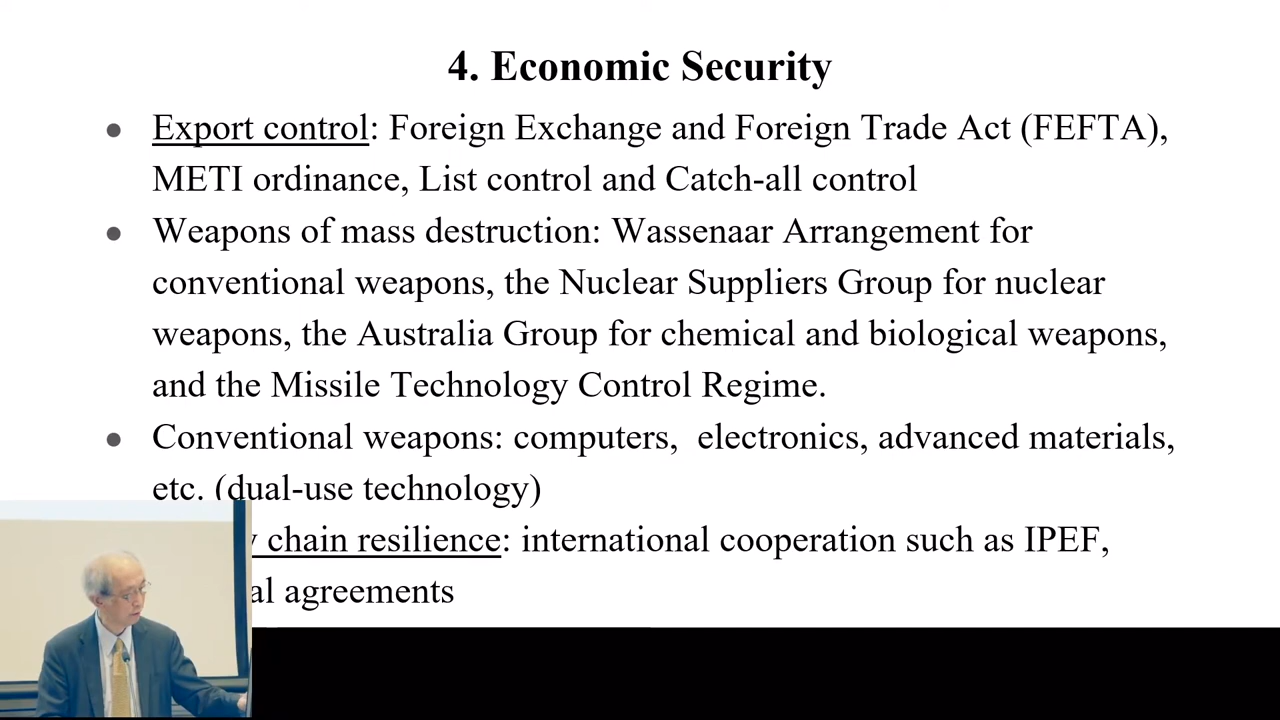 4. Economic Security
● Export control: Foreign Exchange and Foreign Trade Act (FEFTA),
METI ordinance, List control and Catch-all control
● Weapons of mass destruction: Wassenaar Arrangement for
conventional weapons, the Nuclear Suppliers Group for nuclear
weapons, the Australia Group for chemical and biological weapons,
and the Missile Technology Control Regime.
● Conventional weapons: computers, electronics, advanced materials,
etc. (dual-use technology)
chain resilience: international cooperation such as IPEF,
agreements